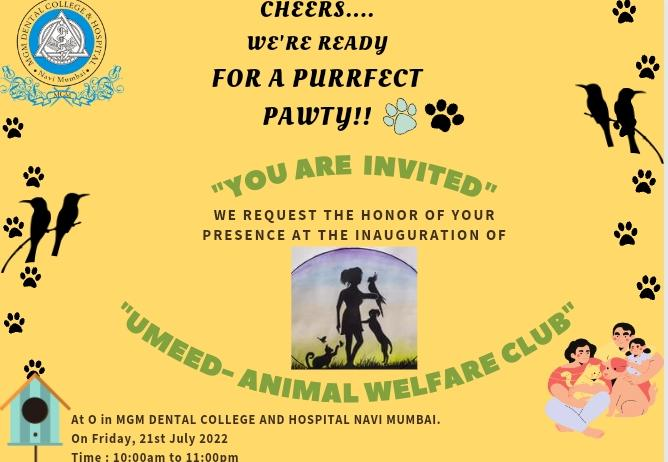 MGM DENTAL COLLEGE & HOSPITAL
Navi Mumbai
MGM
CHEERS....
WE'RE READY
FOR A PURRFECT
PAWTY!!
"YOU ARE INVITED"
WE REQUEST THE HONOR OF YOUR
PRESENCE AT THE INAUGURATION OF
"UMEED- ANIMAL WELFARE CLUB"
At O in MGM DENTAL COLLEGE AND HOSPITAL NAVI MUMBAI.
On Friday, 21st July 2022
Time : 10:00am to 11:00pm